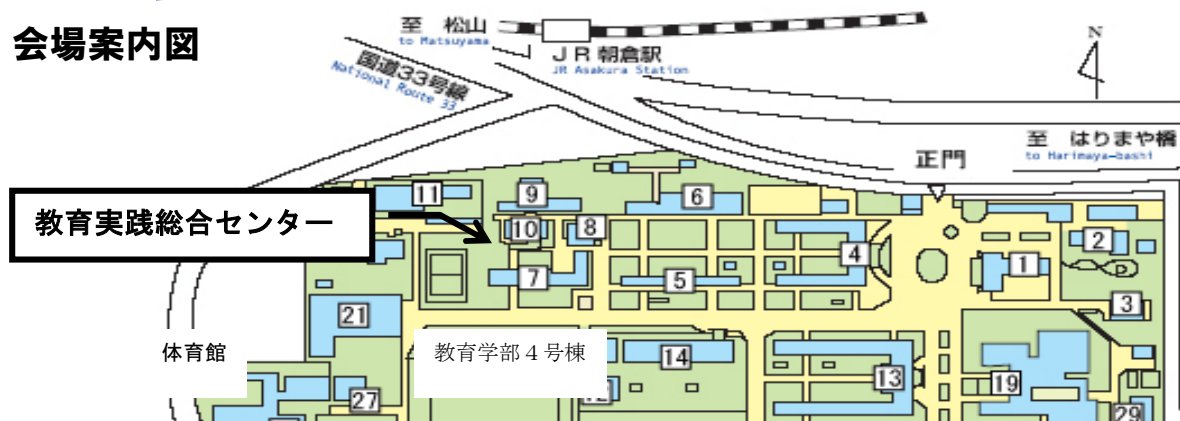 会場案内図
至 松山
to Matsuyama
JR朝倉駅
JR Asakura Station
国道33号線
National Route 33
N
至 はりまや橋
to Harimaya-bashi
正門
教育実践総合センター
11
9
6
10
8
2
4
1
7
5
3
21
体育館
教育学部4号棟
14
13
19
27
12
29